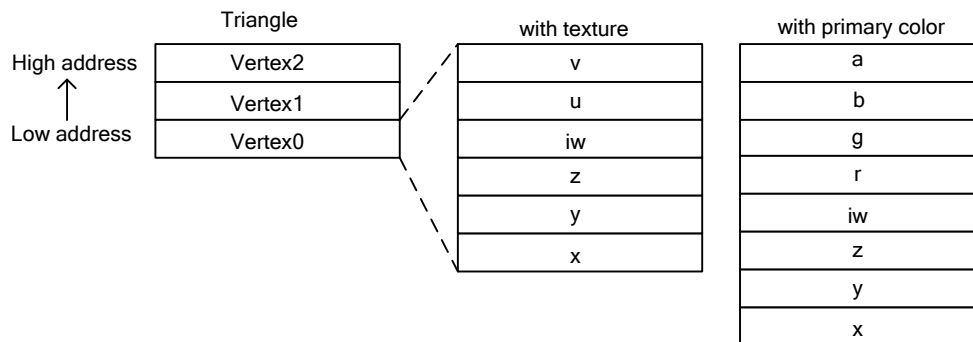 Triangle
High address
Low address
Vertex2
Vertex1
Vertex0
with texture
v
u
iw
z
y
x
with primary color
a
b
g
r
iw
z
y
x